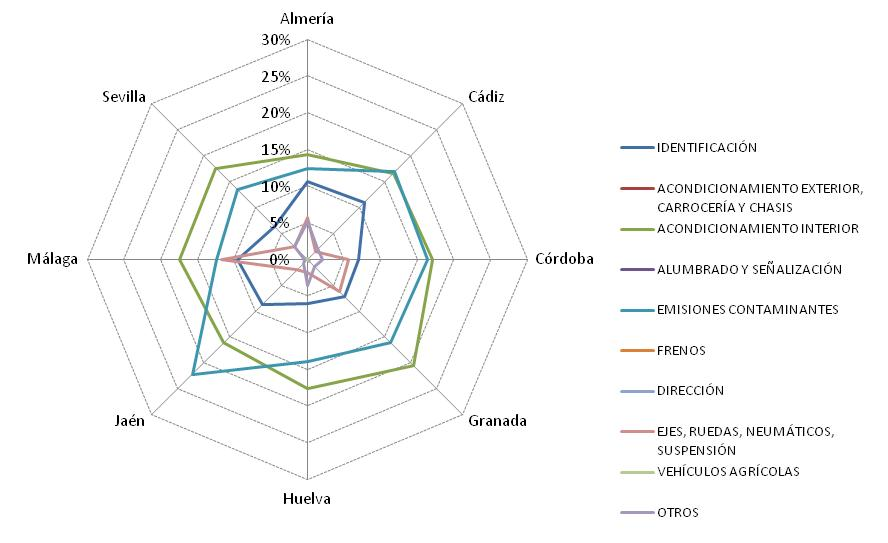 Almería
30%
25%
20%
15%
10%
5%
0%
Sevilla
Cádiz
Málaga
Córdoba
Jaén
Granada
Huelva
IDENTIFICACIÓN
ACONDICIONAMIENTO EXTERIOR,
CARROCERÍA Y CHASIS
ACONDICIONAMIENTO INTERIOR
ALUMBRADO Y SEÑALIZACIÓN
EMISIONES CONTAMINANTES
FRENOS
DIRECCIÓN
EJES, RUEDAS, NEUMÁTICOS,
SUSPENSIÓN
VEHÍCULOS AGRÍCOLAS
OTROS